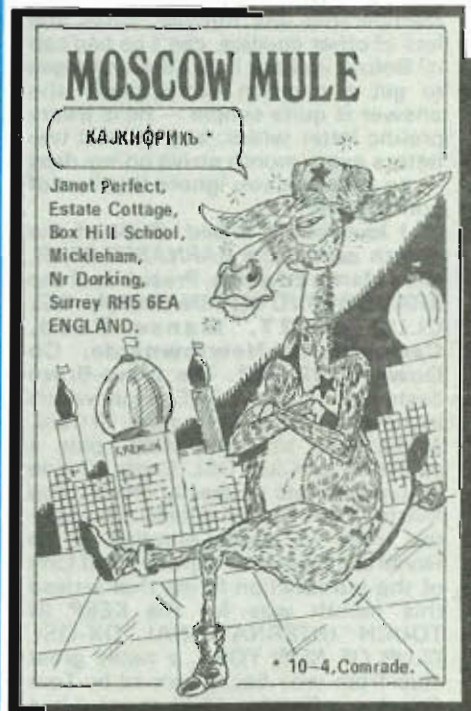 MOSCOW MULE
КАЈКИФРИКЬ *
Janet Perfect,
Estate Cottage,
Box Hill School,
Mickleham,
Nr Dorking,
Surrey RH5 6EA
ENGLAND.
KREMLIN
* 10-4, Comrade.